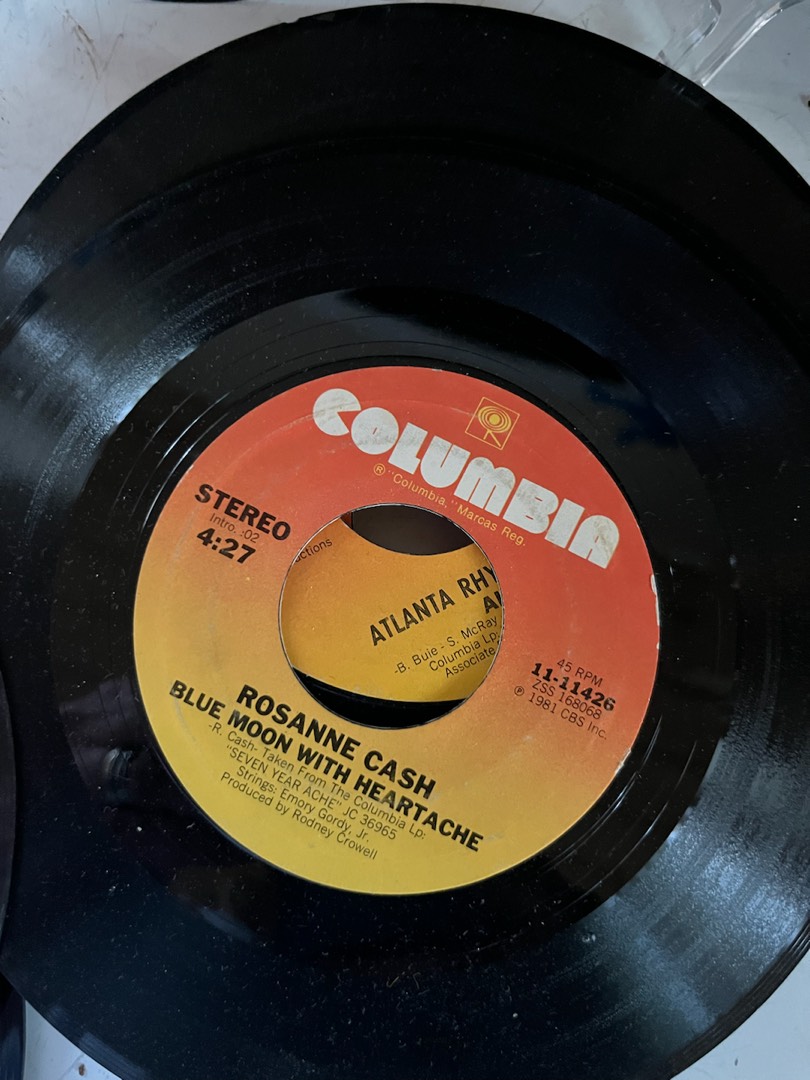 COLUMBIA
® "Columbia," Marcas Reg.
STEREO
Intro. :02
4:27
45 RPM
11-11426
ZSS 168068
℗ 1981 CBS Inc.
ROSANNE CASH
BLUE MOON WITH HEARTACHE
-R. Cash- Taken From The Columbia Lp:
"SEVEN YEAR ACHE" JC 36965
Strings: Emory Gordy, Jr.
Produced by Rodney Crowell
ATLANTA
-B. Buie - S. McRay
Columbia Lp:
Associate